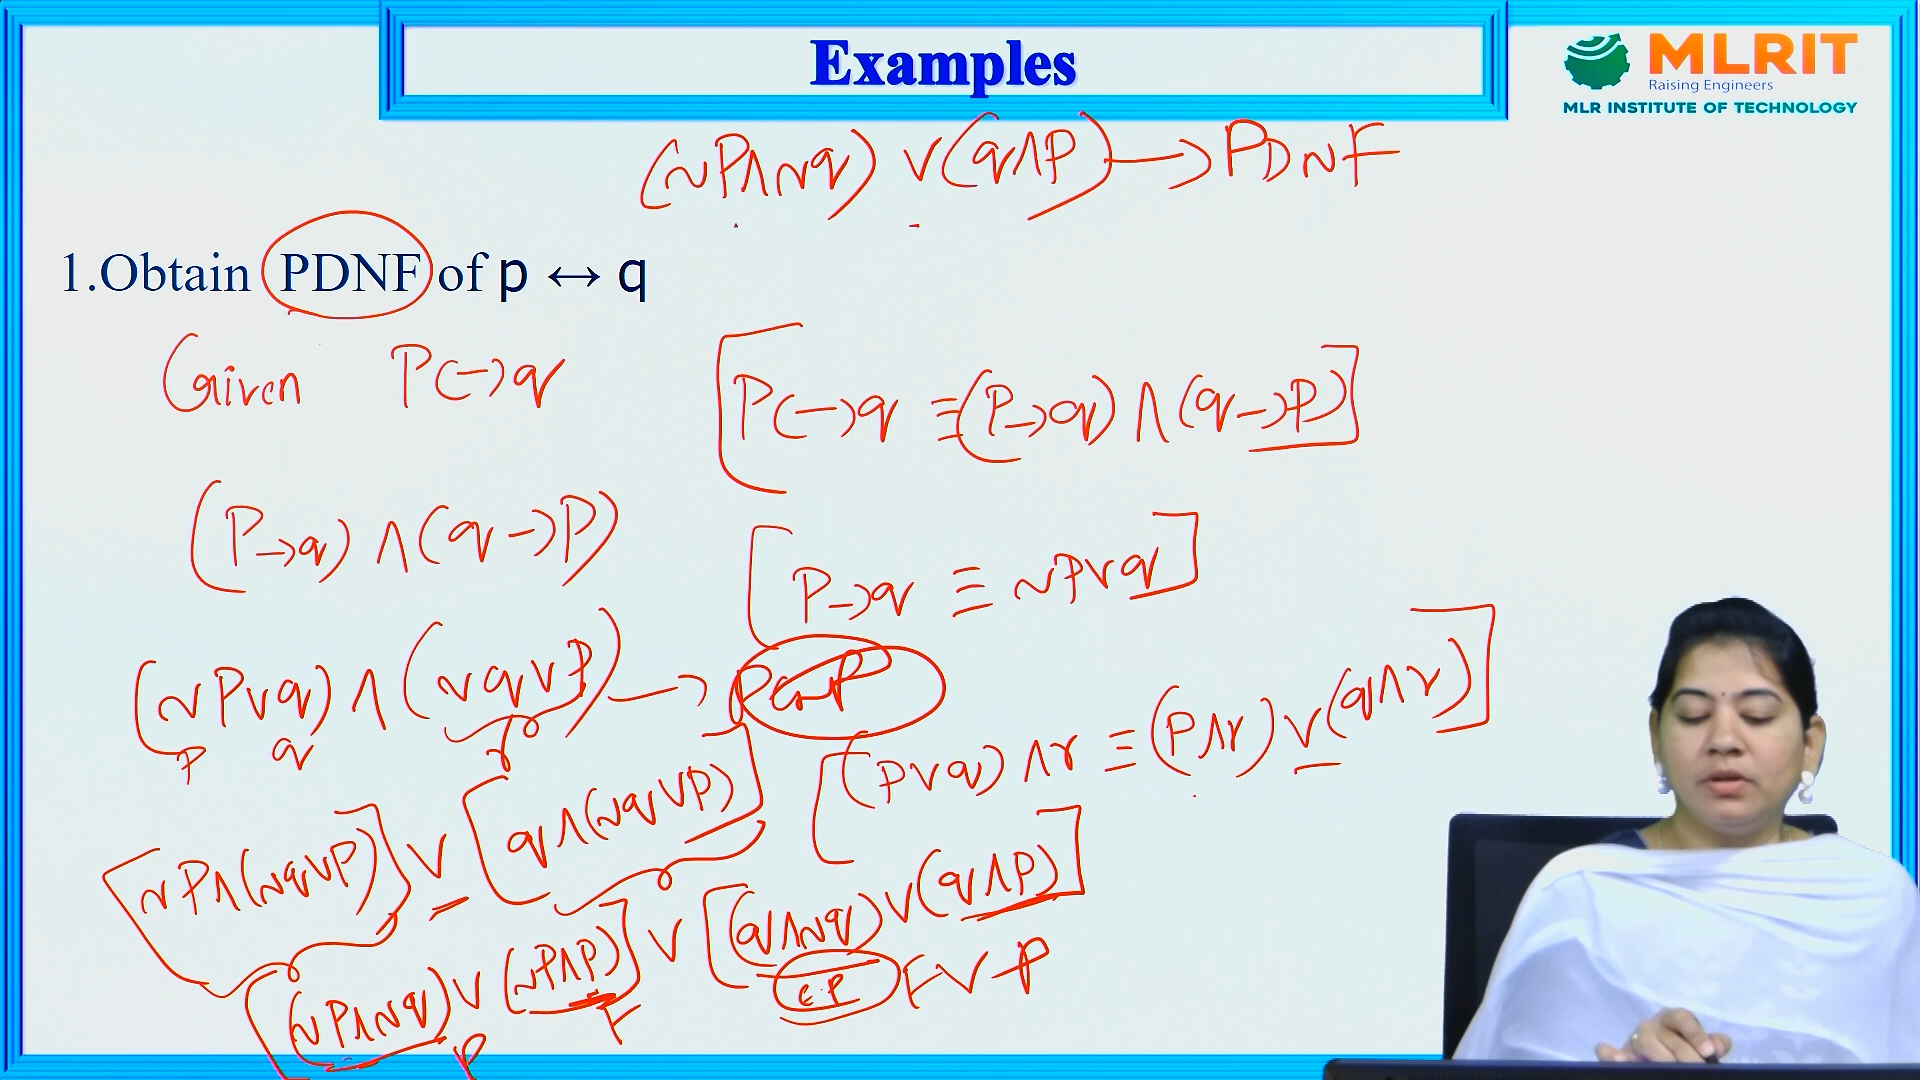 Examples
MLRIT
Raising Engineers
MLR INSTITUTE OF TECHNOLOGY
(~P∧~q) ∨ (q∧P) → PDNF
1.Obtain PDNF of p ↔ q
Given P↔q
[P↔q ≡ (P→q) ∧ (q→P)]
(P→q) ∧ (q→P)
[P→q ≡ ~P∨q]
(~P∨q) ∧ (~q∨P) →
P q r
[(P∨q) ∧ r ≡ (P∧r) ∨ (q∧r)]
[~P∧(~q∨P)] ∨ [q∧(~q∨P)]
[(~P∧~q) ∨ (~P∧P)] ∨ [(q∧~q) ∨ (q∧P)]
P F F∨P